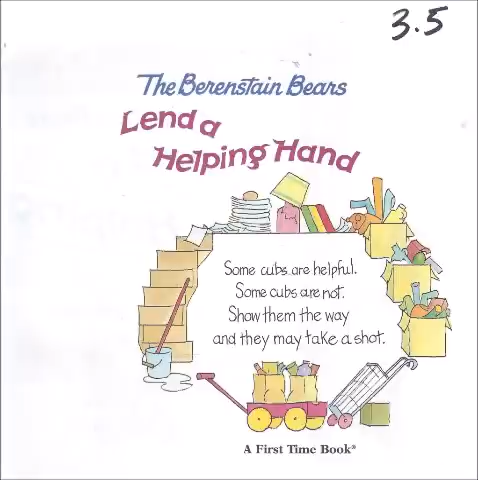 3.5
The Berenstain Bears
Lend a
Helping Hand
Some cubs are helpful.
Some cubs are not.
Show them the way
and they may take a shot.
A First Time Book®